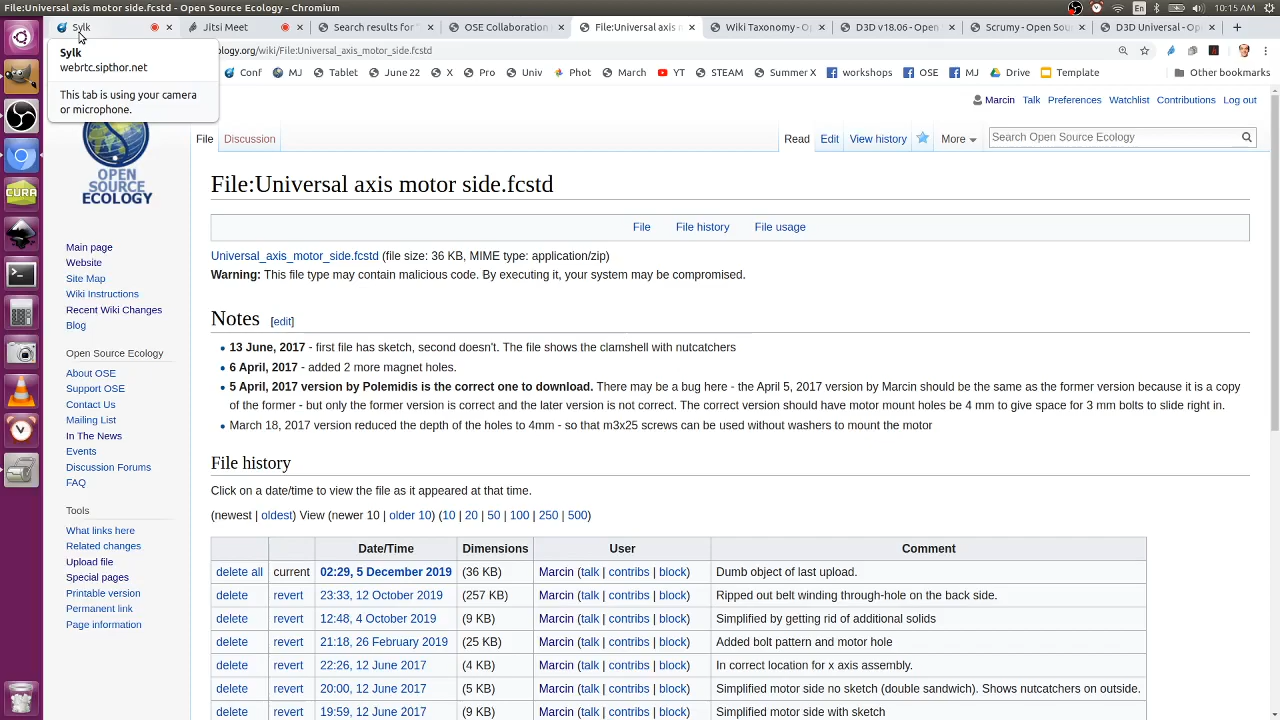 File:Universal axis motor side.fcstd - Open Source Ecology - Chromium
En
10:15 AM
Sylk
Jitsi Meet
Search results for "
OSE Collaboration
File:Universal axis m
Wiki Taxonomy - Op
D3D v18.06 - Open
Scrumy - Open Sou
D3D Universal - Op
ology.org/wiki/File:Universal_axis_motor_side.fcstd
Sylk
webrtc.sipthor.net
This tab is using your camera
or microphone.
Conf
MJ
Tablet
June 22
X
Pro
Univ
Phot
March
YT
STEAM
Summer X
workshops
OSE
MJ
Drive
Template
Other bookmarks
Marcin Talk Preferences Watchlist Contributions Log out
OPEN
SOURCE
ECOLOGY
CURA
File Discussion
Read Edit View history More
Search Open Source Ecology
File:Universal axis motor side.fcstd
File File history File usage
Universal_axis_motor_side.fcstd (file size: 36 KB, MIME type: application/zip)
Warning: This file type may contain malicious code. By executing it, your system may be compromised.
Notes [edit]
13 June, 2017 - first file has sketch, second doesn't. The file shows the clamshell with nutcatchers
6 April, 2017 - added 2 more magnet holes.
5 April, 2017 version by Polemidis is the correct one to download. There may be a bug here - the April 5, 2017 version by Marcin should be the same as the former version because it is a copy
of the former - but only the former version is correct and the later version is not correct. The correct version should have motor mount holes be 4 mm to give space for 3 mm bolts to slide right in.
March 18, 2017 version reduced the depth of the holes to 4mm - so that m3x25 screws can be used without washers to mount the motor
File history
Click on a date/time to view the file as it appeared at that time.
(newest | oldest) View (newer 10 | older 10) (10 | 20 | 50 | 100 | 250 | 500)
Date/Time Dimensions User Comment
delete all current 02:29, 5 December 2019 (36 KB) Marcin (talk | contribs | block) Dumb object of last upload.
delete revert 23:33, 12 October 2019 (257 KB) Marcin (talk | contribs | block) Ripped out belt winding through-hole on the back side.
delete revert 12:48, 4 October 2019 (9 KB) Marcin (talk | contribs | block) Simplified by getting rid of additional solids
delete revert 21:18, 26 February 2019 (25 KB) Marcin (talk | contribs | block) Added bolt pattern and motor hole
delete revert 22:26, 12 June 2017 (4 KB) Marcin (talk | contribs | block) In correct location for x axis assembly.
delete revert 20:00, 12 June 2017 (5 KB) Marcin (talk | contribs | block) Simplified motor side no sketch (double sandwich). Shows nutcatchers on outside.
delete revert 19:59, 12 June 2017 (9 KB) Marcin (talk | contribs | block) Simplified motor side with sketch
Main page
Website
Site Map
Wiki Instructions
Recent Wiki Changes
Blog
Open Source Ecology
About OSE
Support OSE
Contact Us
Mailing List
In The News
Events
Discussion Forums
FAQ
Tools
What links here
Related changes
Upload file
Special pages
Printable version
Permanent link
Page information